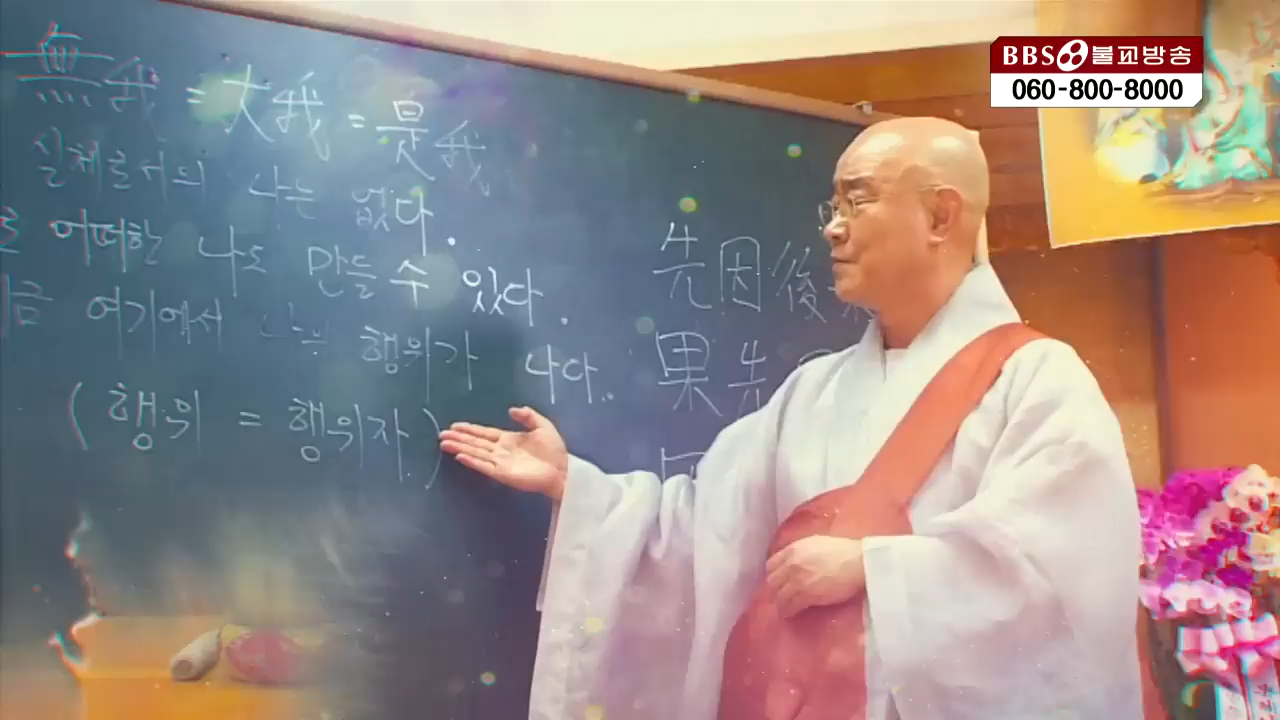 BBS 불교방송
060-800-8000
無我 = 大我 = 是我
실체로서의 나는 없다.
로 어떠한 나도 만들 수 있다.
여기에서 나의 행위가 나다.
(행위 = 행위자)
先因後
果先